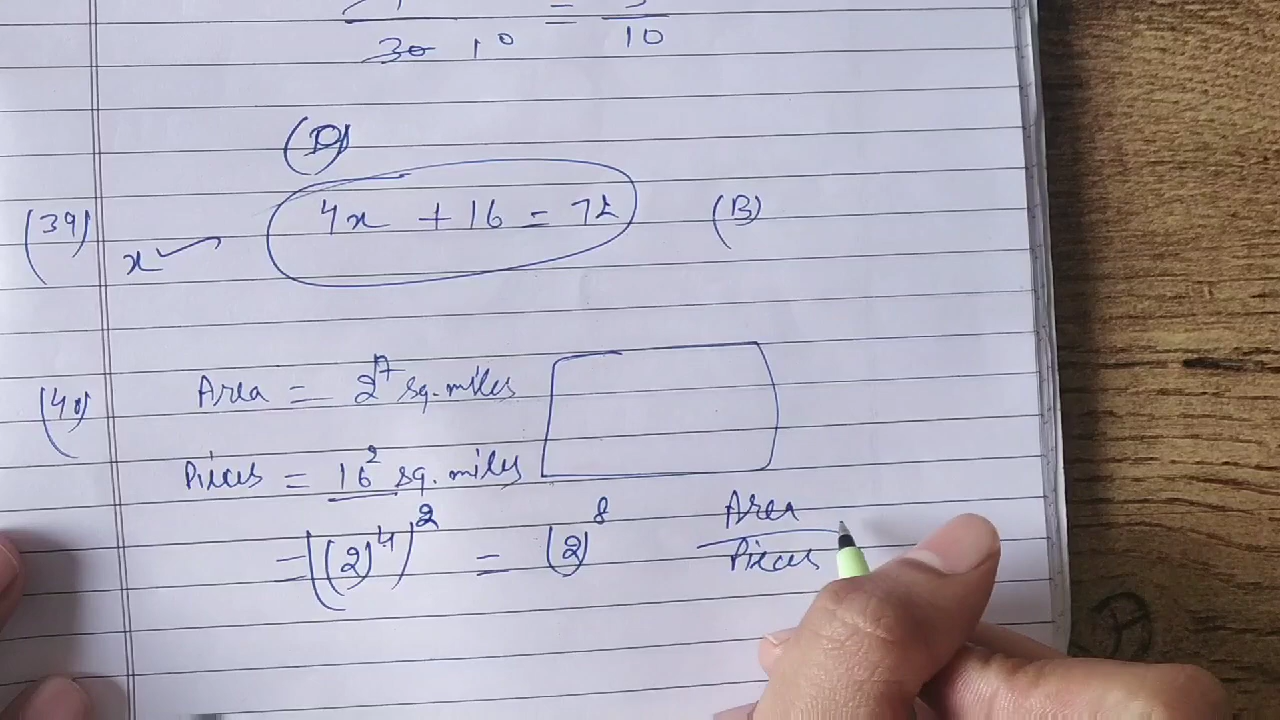 30 10 = 3/10
(D)
(39) x ✓ 4x + 16 = 72 (B)
(40) Area = 2^7 sq. miles
Pieces = 16^2 sq. miles
= ((2)^4)^2 = (2)^8 Area/Pieces